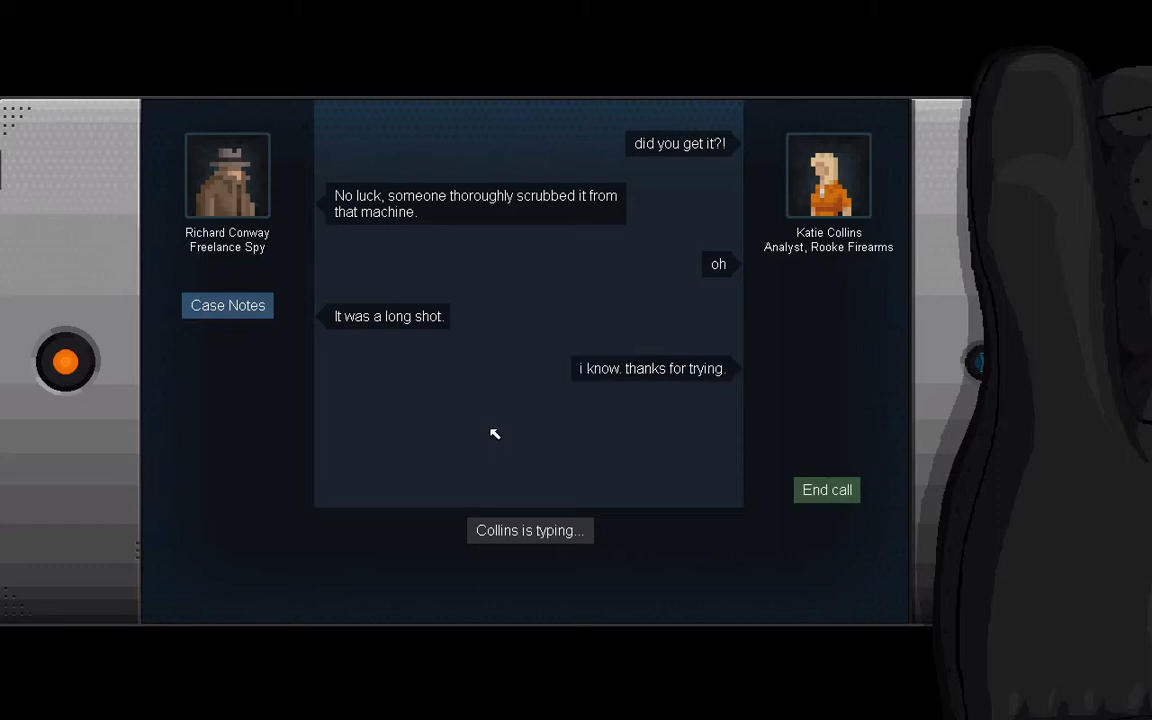 did you get it?!
No luck, someone thoroughly scrubbed it from
that machine.
Richard Conway
Freelance Spy
Katie Collins
Analyst, Rooke Firearms
oh
Case Notes
It was a long shot.
i know. thanks for trying.
End call
Collins is typing...